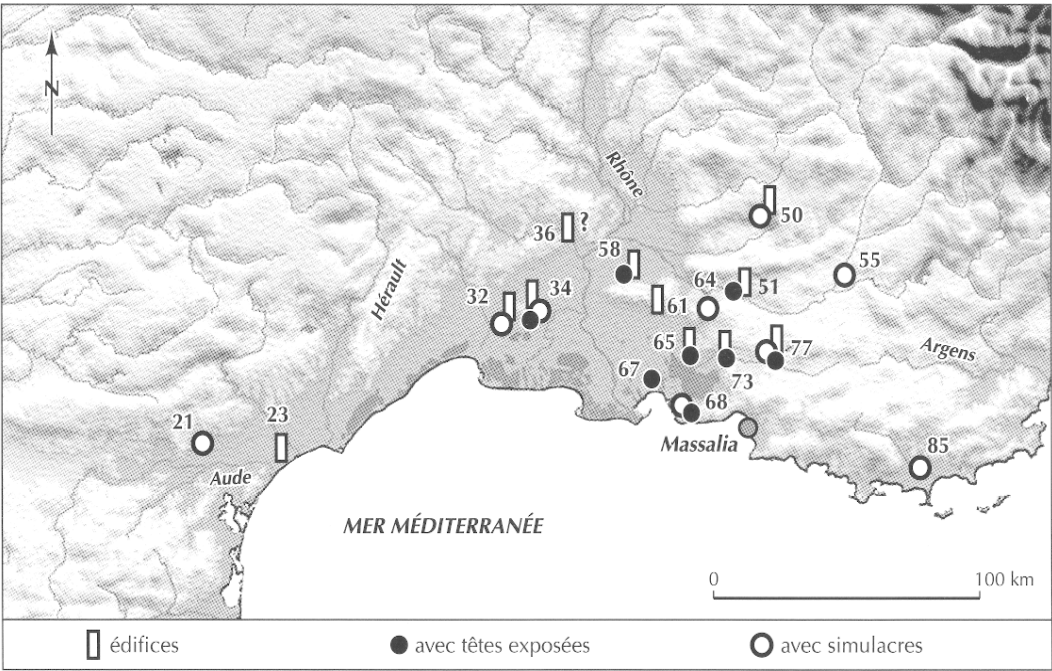 N
Rhône
50
36
?
58
55
Hérault
64
51
32
34
61
65
77
Argens
67
73
68
21
23
Massalia
85
Aude
MER MÉDITERRANÉE
0
100 km
édifices
avec têtes exposées
avec simulacres